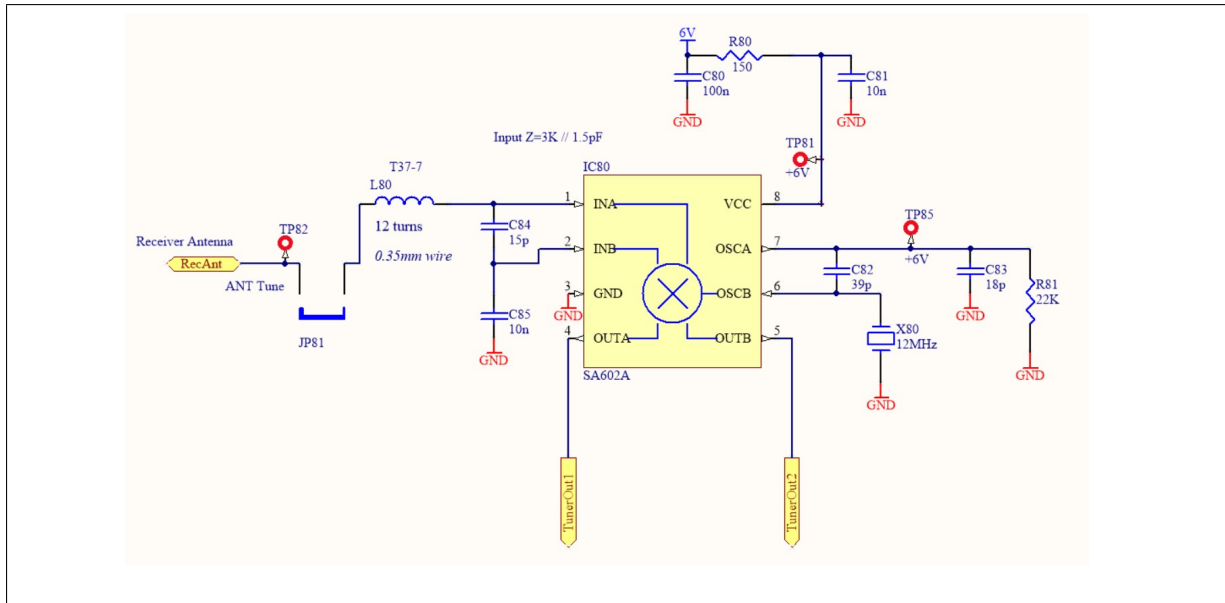 6V
R80
150
C80
100n
GND
C81
10n
GND
Input Z=3K // 1.5pF
TP81
+6V
T37-7
L80
12 turns
0.35mm wire
IC80
1
INA
VCC
8
C84
15p
TP82
Receiver Antenna
RecAnt
ANT Tune
JP81
2
INB
OSCA
7
TP85
+6V
C82
39p
C83
18p
GND
R81
22K
GND
3
GND
GND
OSCB
6
C85
10n
GND
4
OUTA
OUTB
5
X80
12MHz
GND
SA602A
TunerOut1
TunerOut2